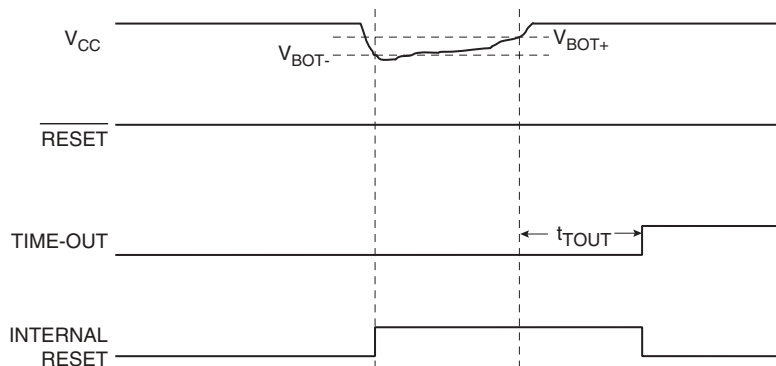 VCC
VBOT-
VBOT+
RESET
TIME-OUT
tTOUT
INTERNAL
RESET